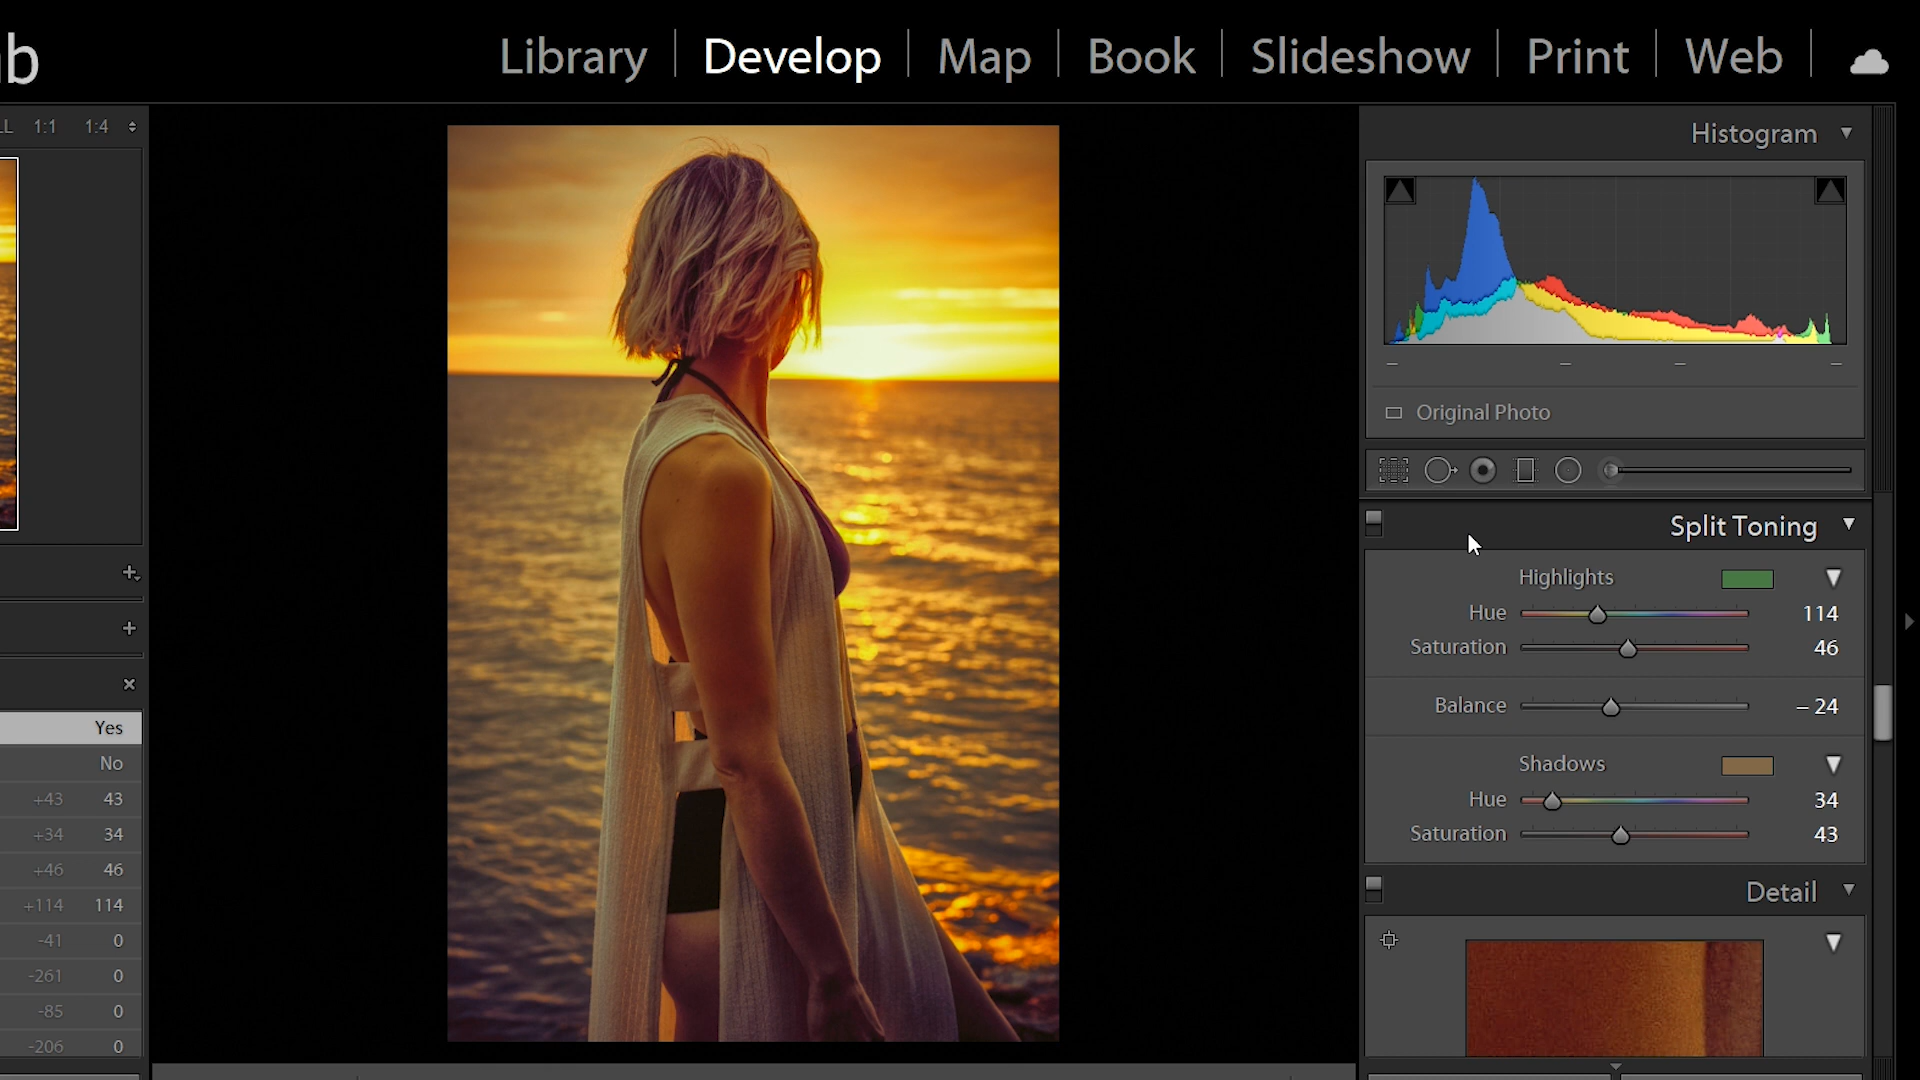 b
Library | Develop | Map | Book | Slideshow | Print | Web |
1:1 1:4
Histogram
Original Photo
Split Toning
Highlights
Hue 114
Saturation 46
Balance – 24
Shadows
Hue 34
Saturation 43
Detail
Yes
No
+43 43
+34 34
+46 46
+114 114
-41 0
-261 0
-85 0
-206 0